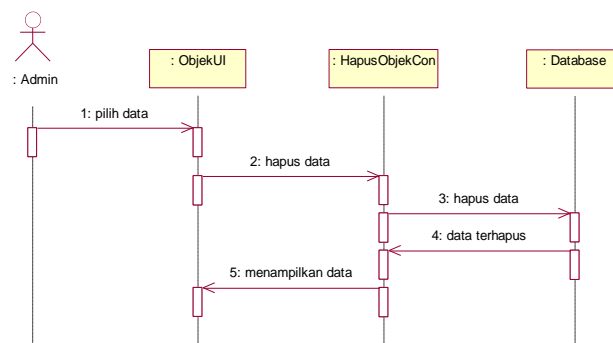 : Admin
: ObjekUI
: HapusObjekCon
: Database
1: pilih data
2: hapus data
3: hapus data
4: data terhapus
5: menampilkan data